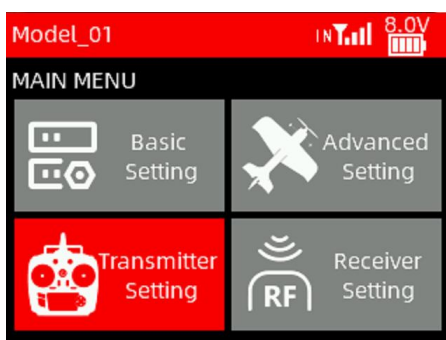 Model_01
IN
8.0V
MAIN MENU
Basic
Setting
Advanced
Setting
Transmitter
Setting
RF
Receiver
Setting